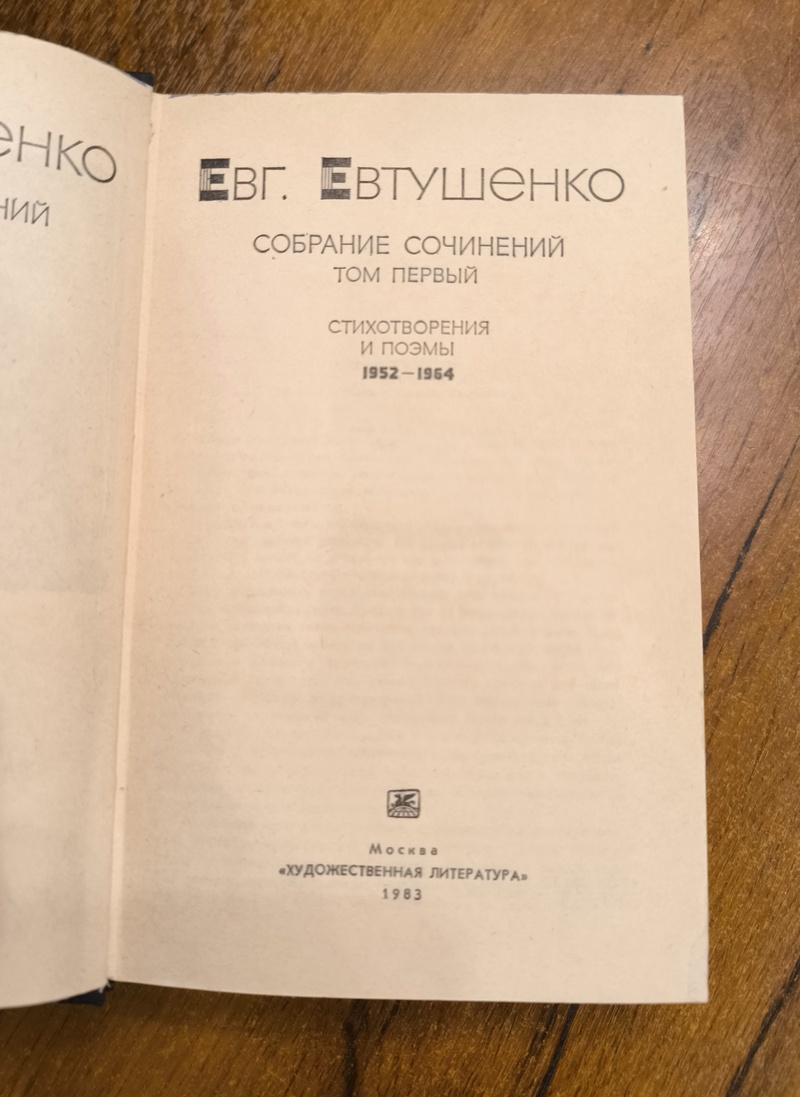 Евг. Евтушенко
СОБРАНИЕ СОЧИНЕНИЙ
ТОМ ПЕРВЫЙ
СТИХОТВОРЕНИЯ
И ПОЭМЫ
1952—1964
Москва
«ХУДОЖЕСТВЕННАЯ ЛИТЕРАТУРА»
1983